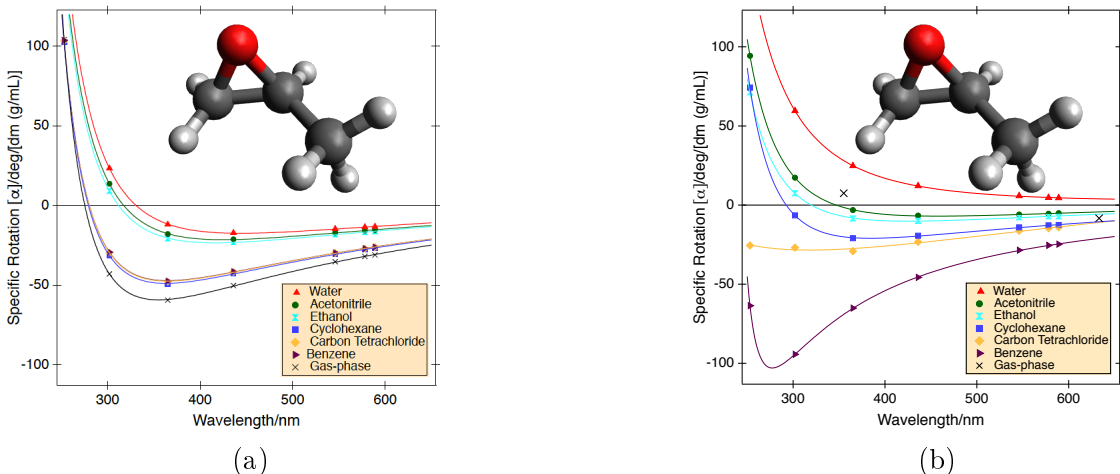 100
50
0
-50
-100
Specific Rotation [α]/deg/[dm (g/mL)]
300 400 500 600
Wavelength/nm
Water
Acetonitrile
Ethanol
Cyclohexane
Carbon Tetrachloride
Benzene
Gas-phase
(a)
100
50
0
-50
-100
Specific Rotation [α]/deg/[dm (g/mL)]
300 400 500 600
Wavelength/nm
Water
Acetonitrile
Ethanol
Cyclohexane
Carbon Tetrachloride
Benzene
Gas-phase
(b)